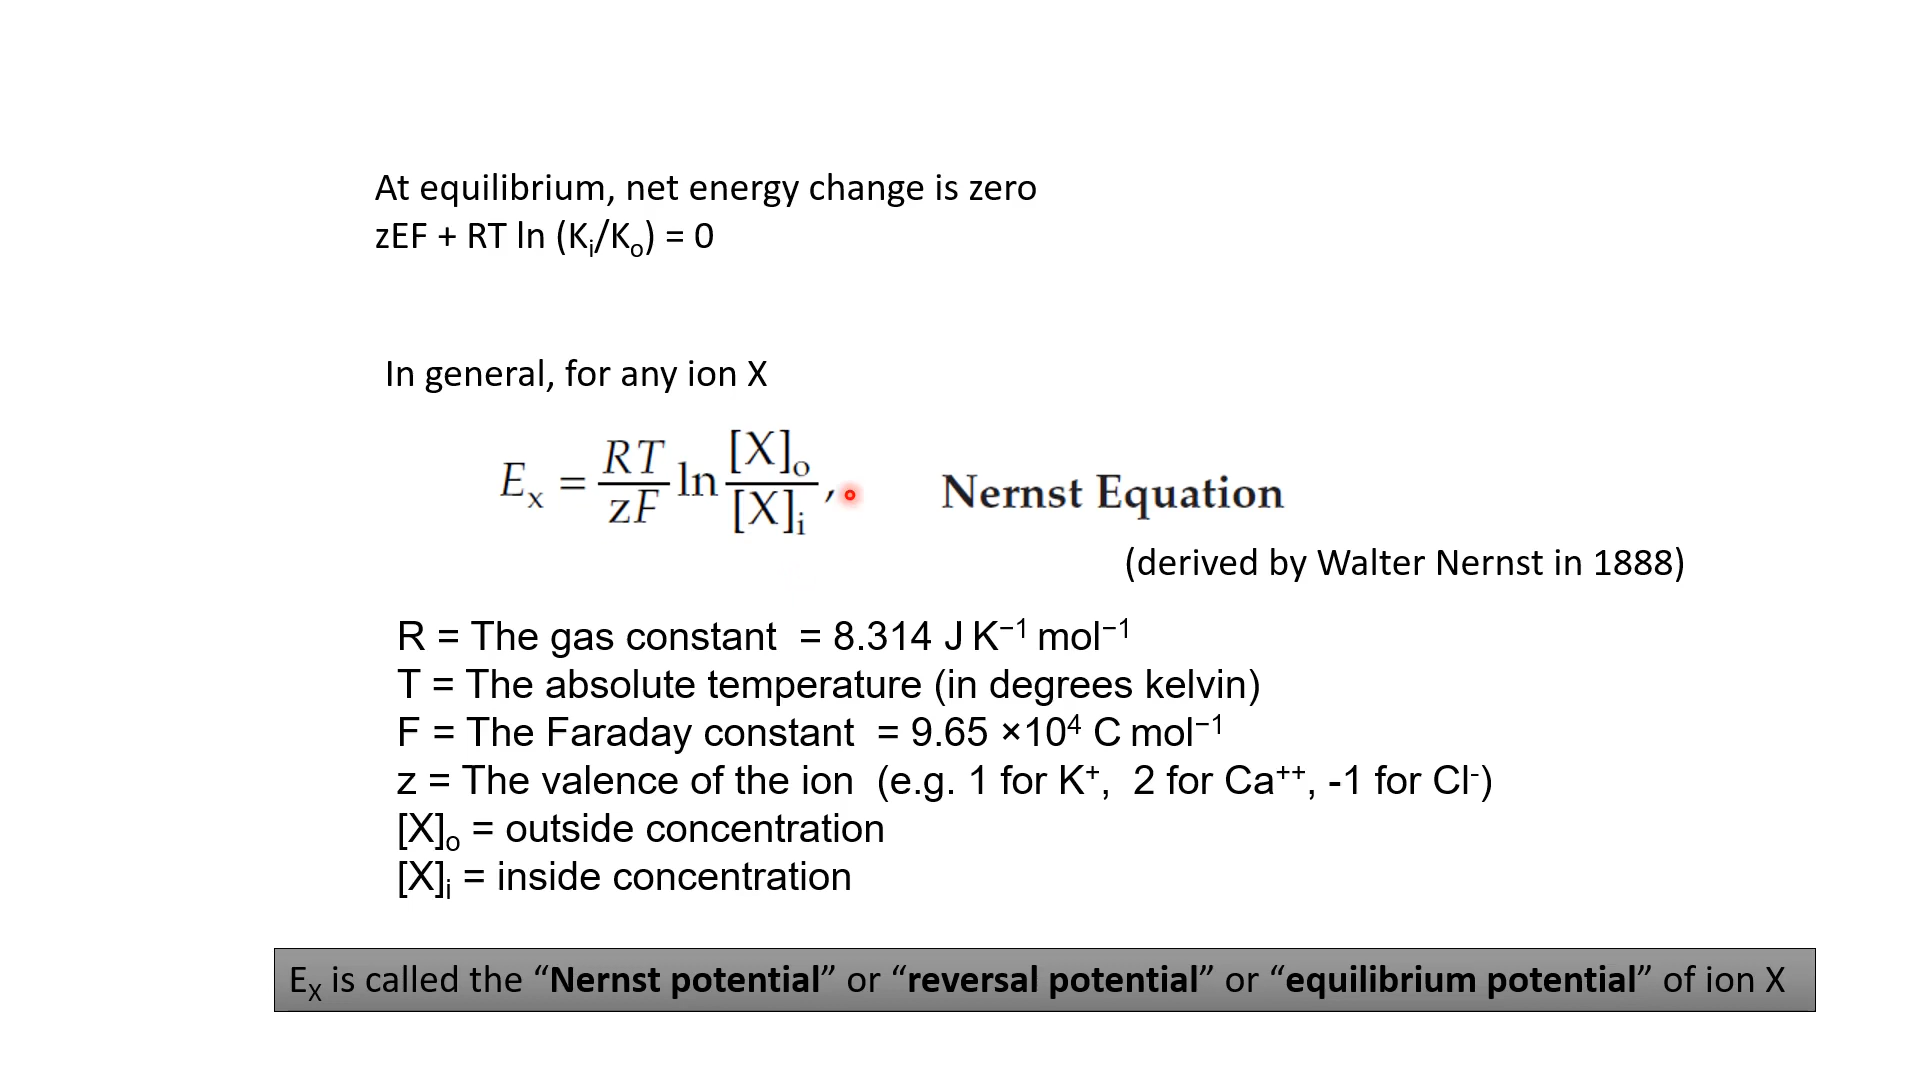 At equilibrium, net energy change is zero
zEF + RT ln (Kᵢ/Kₒ) = 0
In general, for any ion X
Eₓ = RT/zF ln [X]ₒ/[X]ᵢ,
Nernst Equation
(derived by Walter Nernst in 1888)
R = The gas constant = 8.314 J K⁻¹ mol⁻¹
T = The absolute temperature (in degrees kelvin)
F = The Faraday constant = 9.65 ×10⁴ C mol⁻¹
z = The valence of the ion (e.g. 1 for K⁺, 2 for Ca⁺⁺, -1 for Cl⁻)
[X]ₒ = outside concentration
[X]ᵢ = inside concentration
Eₓ is called the “Nernst potential” or “reversal potential” or “equilibrium potential” of ion X